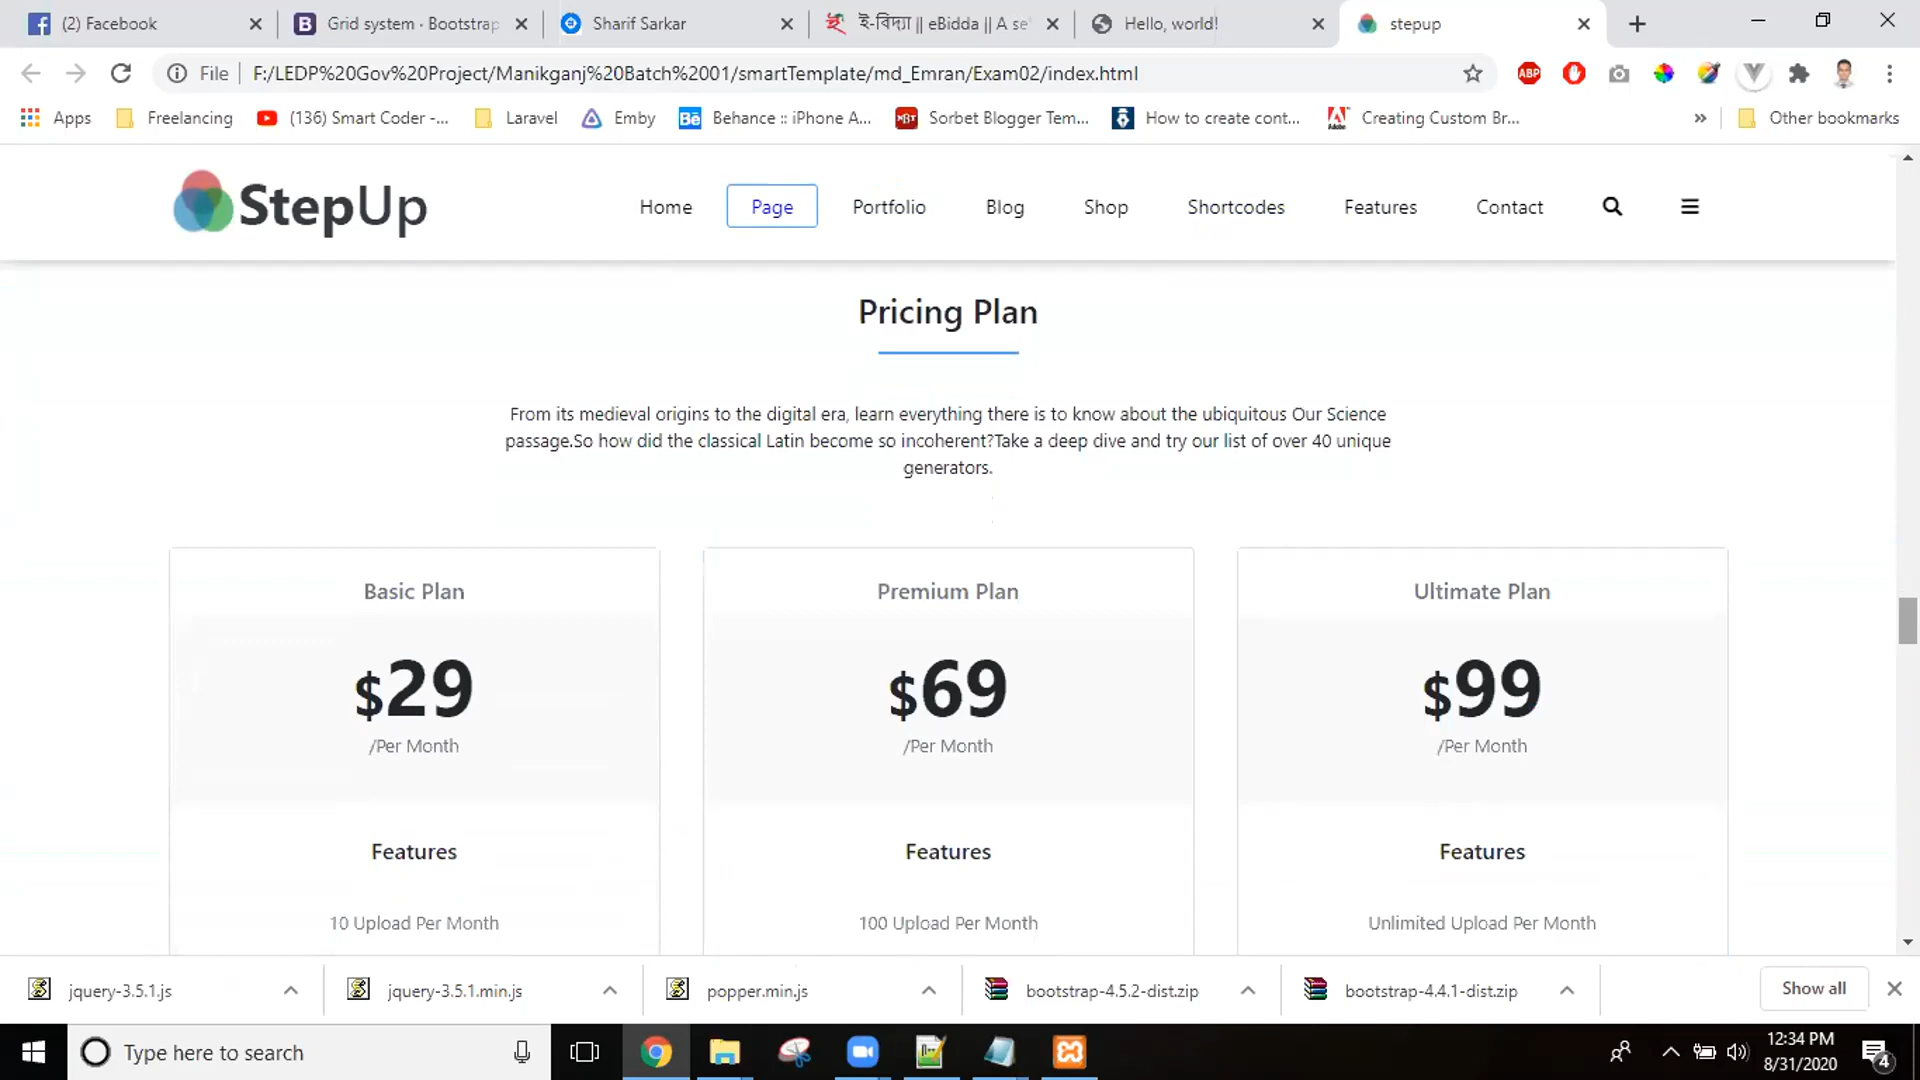 (2) Facebook
Grid system · Bootstrap
Sharif Sarkar
ই-বিদ্যা || eBidda || A se
Hello, world!
stepup
File F:/LEDP%20Gov%20Project/Manikganj%20Batch%2001/smartTemplate/md_Emran/Exam02/index.html
ABP
Apps
Freelancing
(136) Smart Coder -...
Laravel
Emby
Bē
Behance :: iPhone A...
MBT
Sorbet Blogger Tem...
How to create cont...
Adobe
Creating Custom Br...
»
Other bookmarks
StepUp
Home
Page
Portfolio
Blog
Shop
Shortcodes
Features
Contact
Pricing Plan
From its medieval origins to the digital era, learn everything there is to know about the ubiquitous Our Science
passage.So how did the classical Latin become so incoherent?Take a deep dive and try our list of over 40 unique
generators.
Basic Plan
$29
/Per Month
Features
10 Upload Per Month
Premium Plan
$69
/Per Month
Features
100 Upload Per Month
Ultimate Plan
$99
/Per Month
Features
Unlimited Upload Per Month
jquery-3.5.1.js
jquery-3.5.1.min.js
popper.min.js
bootstrap-4.5.2-dist.zip
bootstrap-4.4.1-dist.zip
Show all
Type here to search
12:34 PM
8/31/2020
4